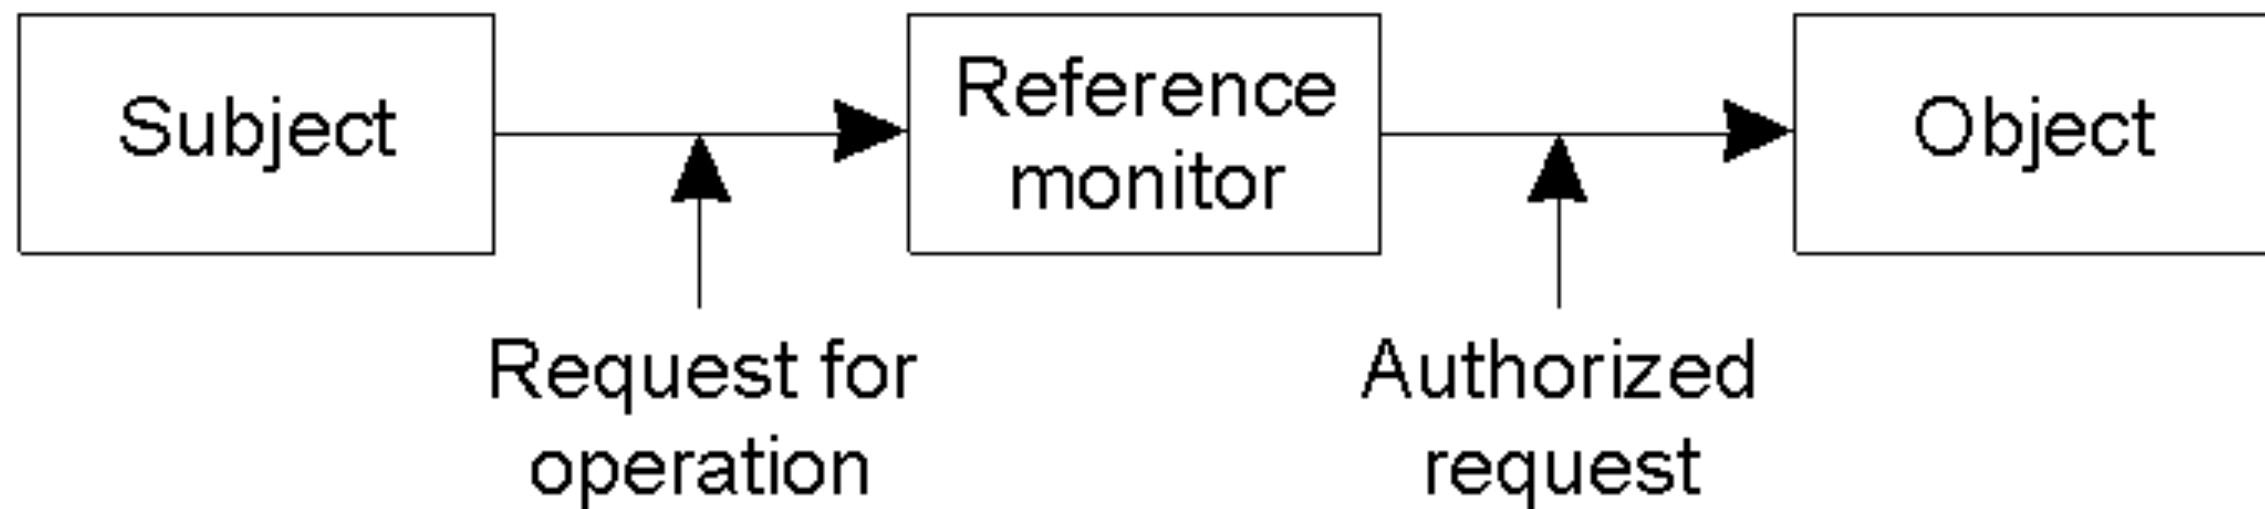 Subject
Reference
monitor
Object
Request for
operation
Authorized
request